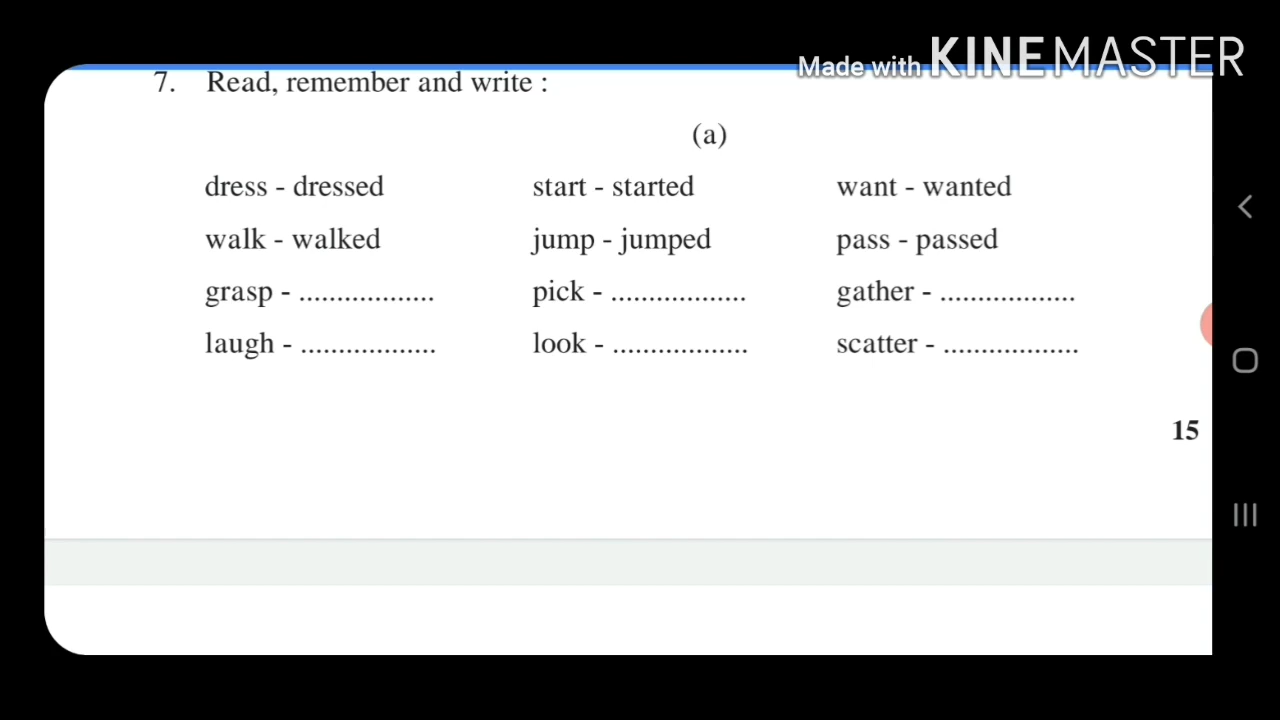 Made with KINEMASTER
7. Read, remember and write :
(a)
dress - dressed start - started want - wanted
walk - walked jump - jumped pass - passed
grasp - .................. pick - .................. gather - ..................
laugh - .................. look - .................. scatter - ..................
15